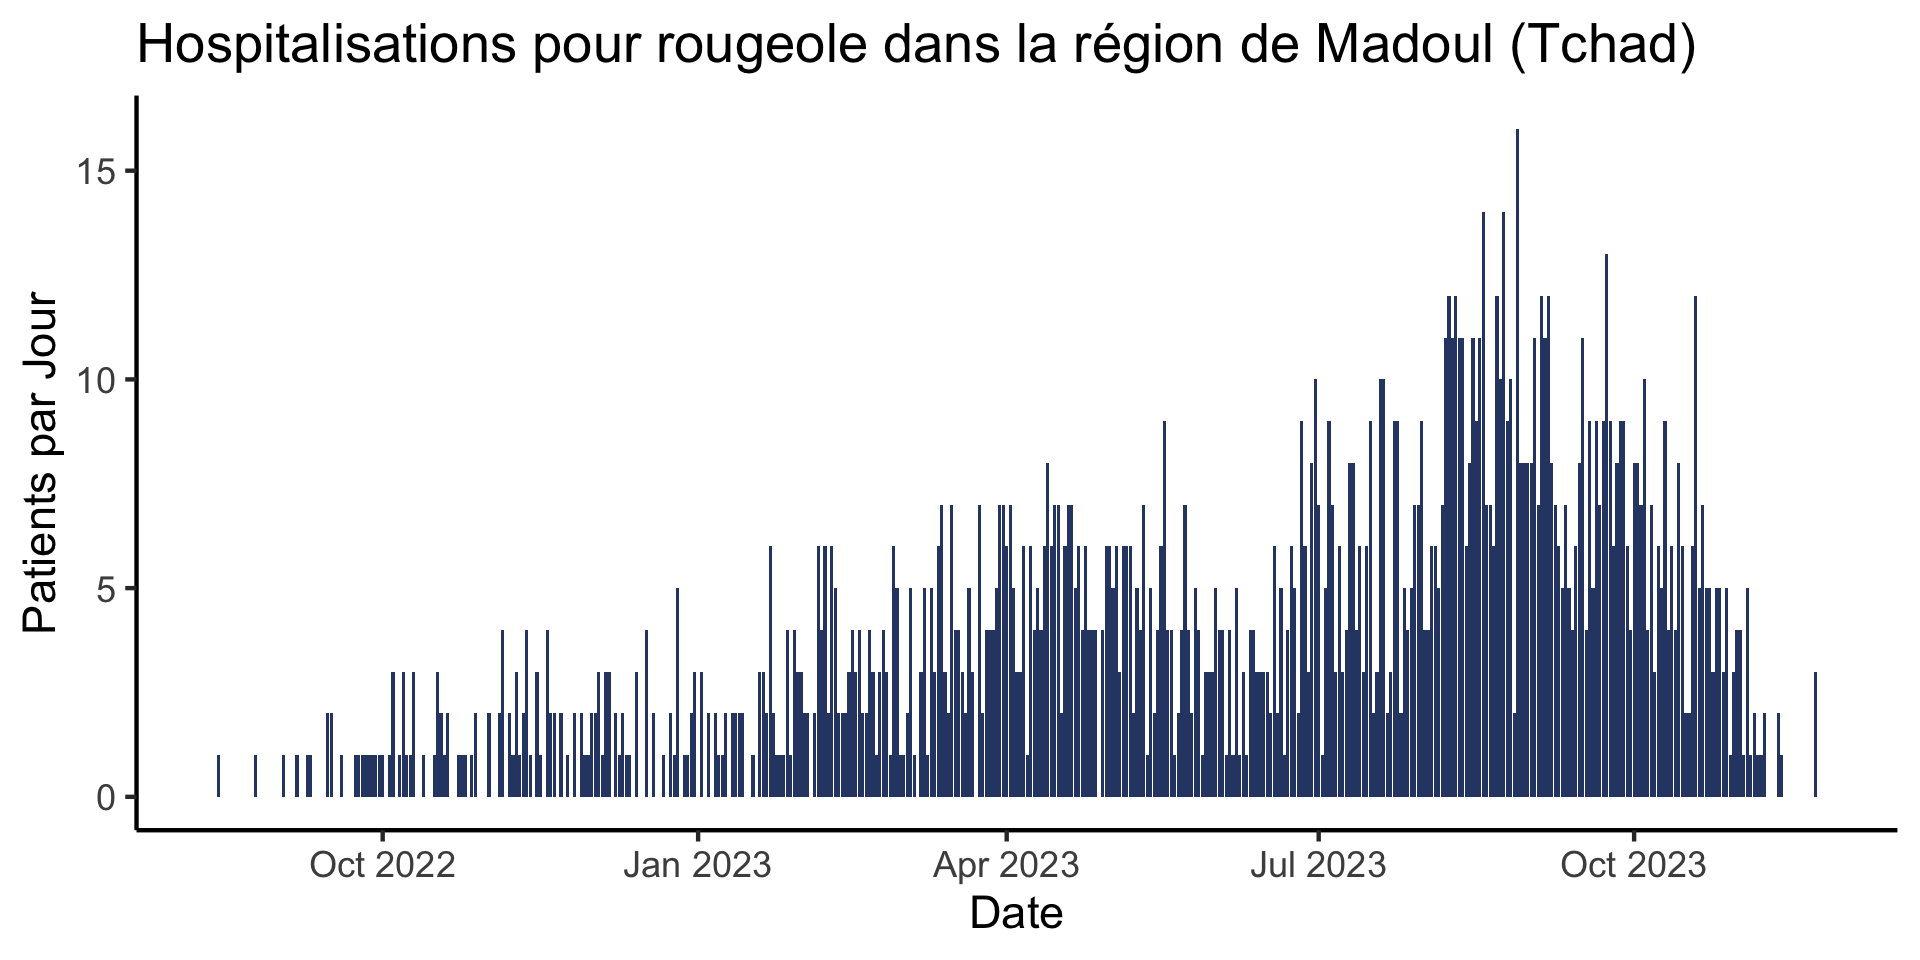 Hospitalisations pour rougeole dans la région de Madoul (Tchad)
Patients par Jour
15
10
5
0
Oct 2022 Jan 2023 Apr 2023 Jul 2023 Oct 2023
Date